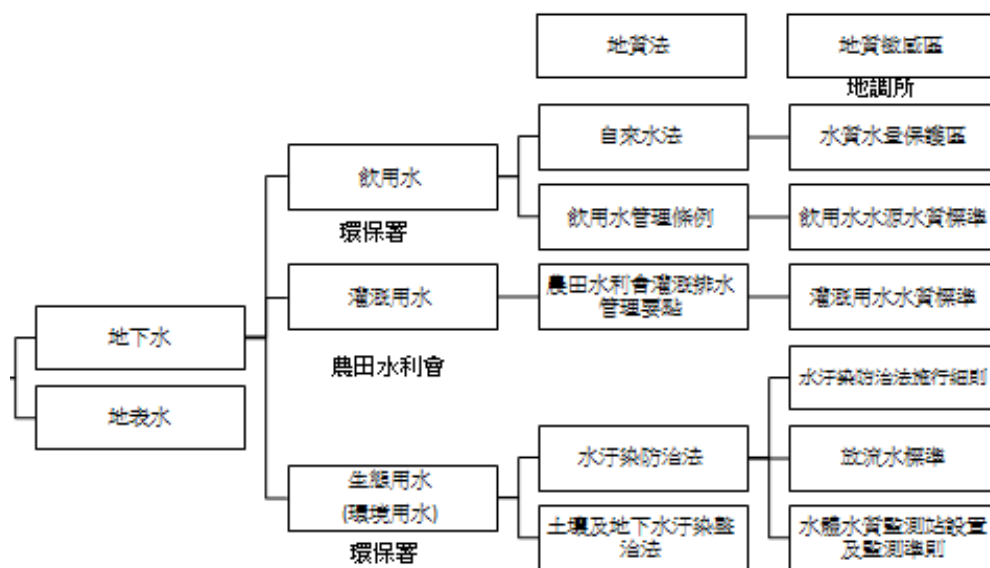 地質法
地質敏感區
地調所
自來水法
水質水量保護區
飲用水
飲用水管理條例
飲用水水源水質標準
環保署
灌溉用水
農田水利會灌溉排水
管理要點
灌溉用水水質標準
地下水
農田水利會
水汙染防治法施行細則
地表水
水汙染防治法
放流水標準
生態用水
(環境用水)
土壤及地下水汙染整
治法
水體水質監測站設置
及監測準則
環保署